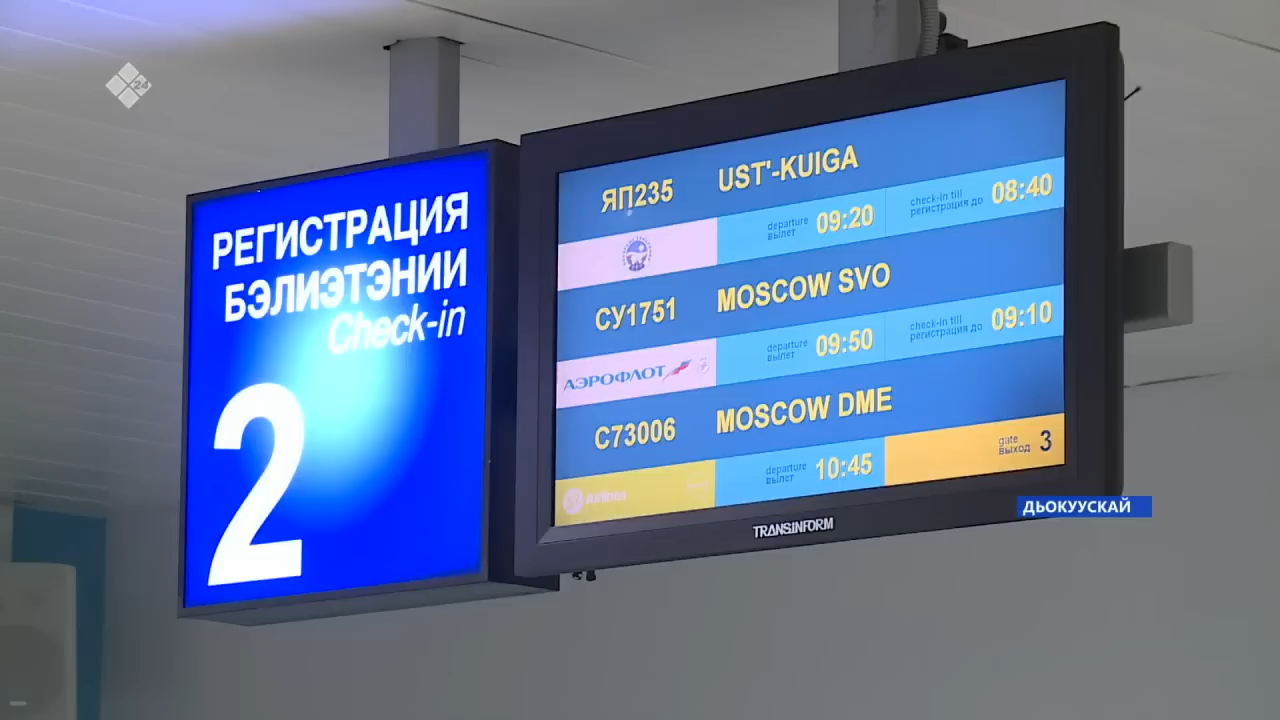 24
РЕГИСТРАЦИЯ
БЭЛИЭТЭНИИ
Check-in
2
ЯП235 UST'-KUIGA
departure
вылет
09:20
check-in till
регистрация до
08:40
СУ1751 MOSCOW SVO
АЭРОФЛОТ
departure
вылет
09:50
check-in till
регистрация до
09:10
С73006 MOSCOW DME
Airlines
departure
вылет
10:45
gate
выход
3
TRANSINFORM
ДЬОКУУСКАЙ